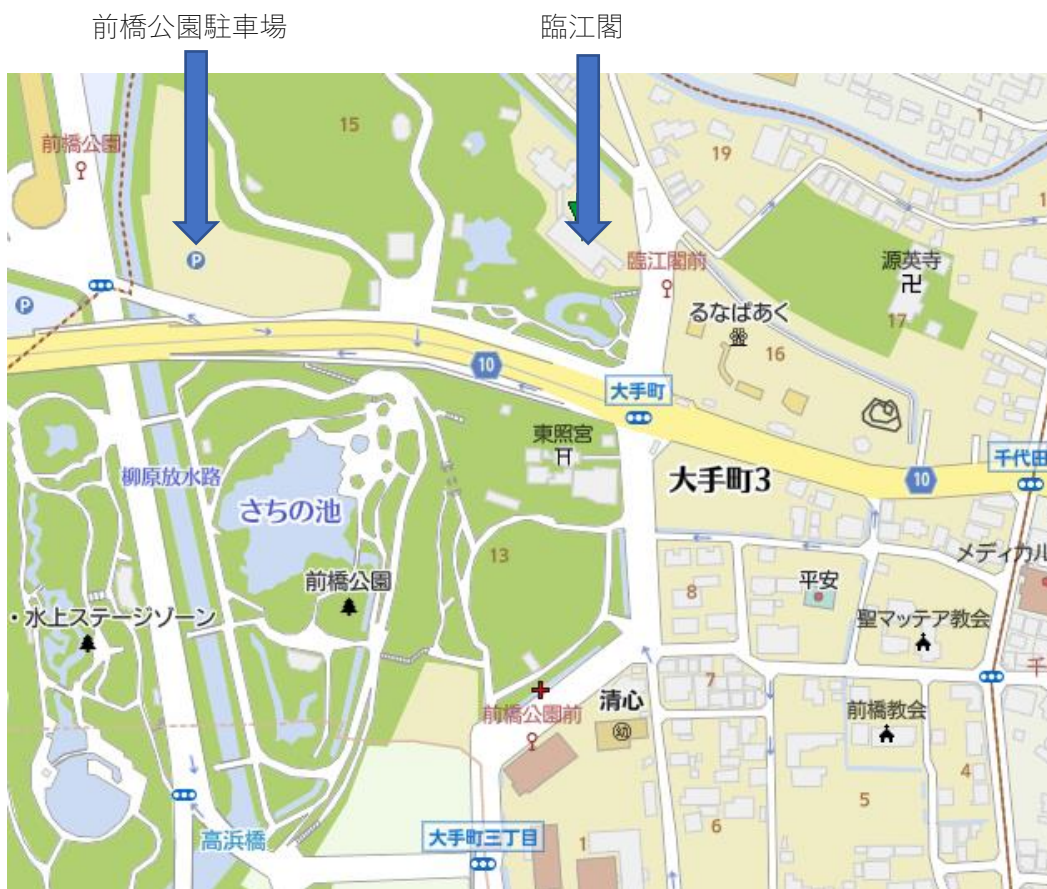 前橋公園駐車場
臨江閣
前橋公園
15
19
1
1
P
臨江閣前
源英寺
17
P
るなぱあく
16
10
大手町
東照宮
千代田
10
柳原放水路
さちの池
大手町3
13
メディカル
前橋公園
8
平安
・水上ステージゾーン
聖マッテア教会
千
7
清心
前橋公園前
幼
前橋教会
4
5
6
高浜橋
大手町三丁目
1